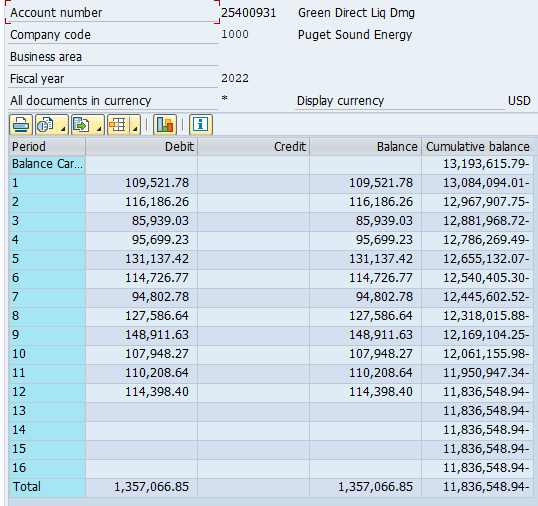 Account number 25400931 Green Direct Liq Dmg
Company code 1000 Puget Sound Energy
Business area
Fiscal year 2022
All documents in currency * Display currency USD
Period Debit Credit Balance Cumulative balance
Balance Car... 13,193,615.79-
1 109,521.78 109,521.78 13,084,094.01-
2 116,186.26 116,186.26 12,967,907.75-
3 85,939.03 85,939.03 12,881,968.72-
4 95,699.23 95,699.23 12,786,269.49-
5 131,137.42 131,137.42 12,655,132.07-
6 114,726.77 114,726.77 12,540,405.30-
7 94,802.78 94,802.78 12,445,602.52-
8 127,586.64 127,586.64 12,318,015.88-
9 148,911.63 148,911.63 12,169,104.25-
10 107,948.27 107,948.27 12,061,155.98-
11 110,208.64 110,208.64 11,950,947.34-
12 114,398.40 114,398.40 11,836,548.94-
13 11,836,548.94-
14 11,836,548.94-
15 11,836,548.94-
16 11,836,548.94-
Total 1,357,066.85 1,357,066.85 11,836,548.94-